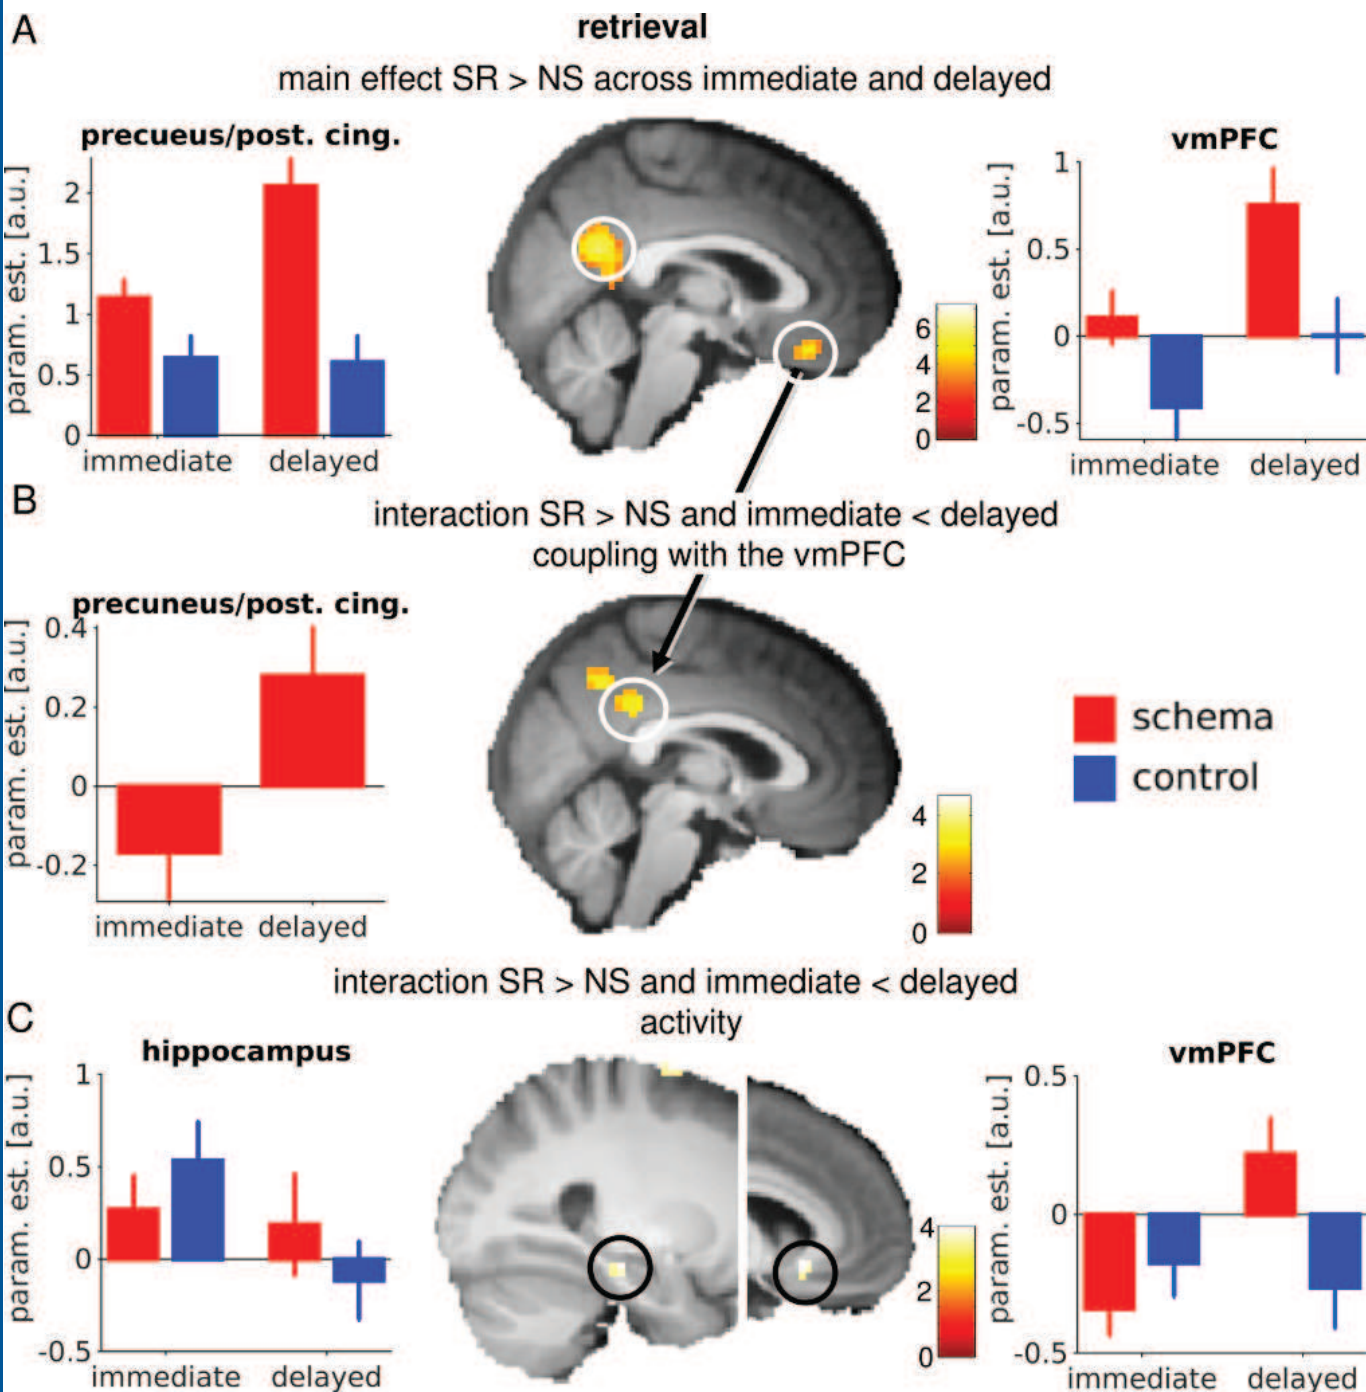 A
retrieval
main effect SR > NS across immediate and delayed
precueus/post. cing.
param. est. [a.u.]
2
1.5
1
0.5
0
immediate
delayed
6
4
2
0
vmPFC
param. est. [a.u.]
1
0.5
0
-0.5
immediate
delayed
B
interaction SR > NS and immediate < delayed
coupling with the vmPFC
precuneus/post. cing.
param. est. [a.u.]
0.4
0.2
0
-0.2
immediate
delayed
4
2
0
schema
control
C
interaction SR > NS and immediate < delayed
activity
hippocampus
param. est. [a.u.]
1
0.5
0
-0.5
immediate
delayed
4
2
0
vmPFC
param. est. [a.u.]
0.5
0
-0.5
immediate
delayed